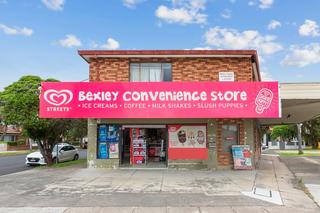 Bexley Convenience Store
STREETS
• ICE CREAMS • COFFEE • MILK SHAKES • SLUSH PUPPIES •